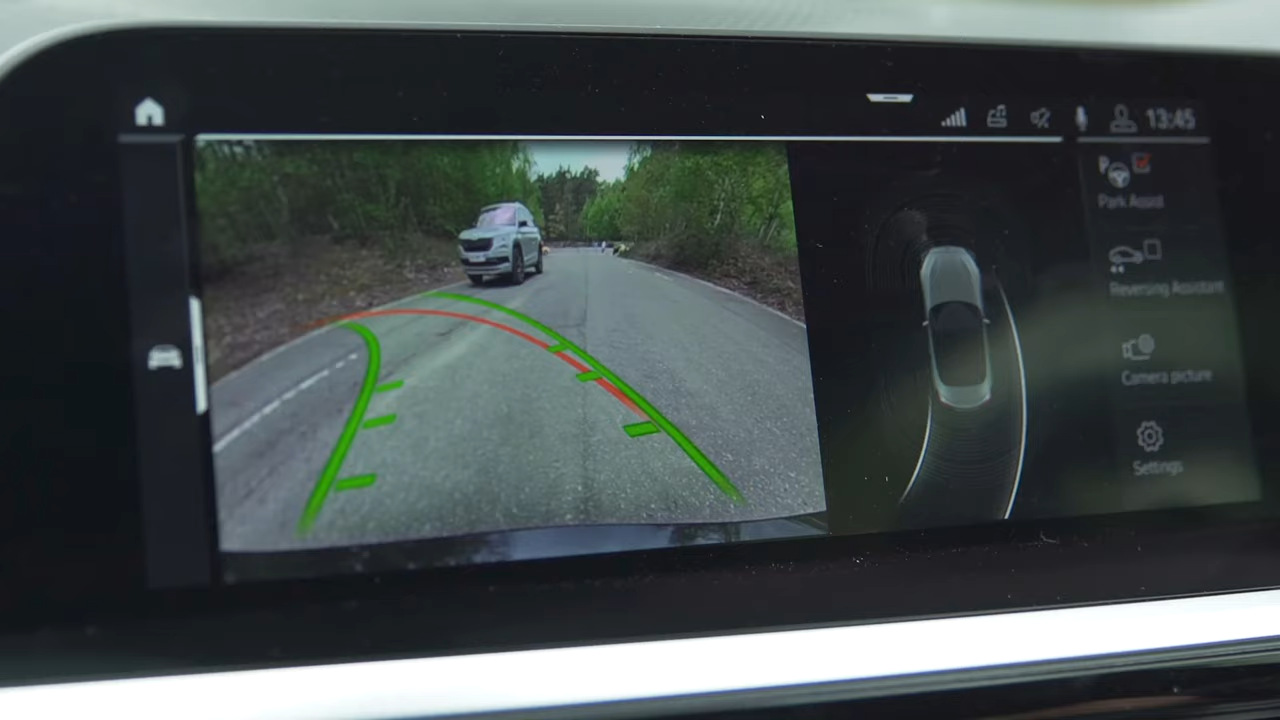 13:45
P
Park Assist
Reversing Assistant
Camera picture
Settings